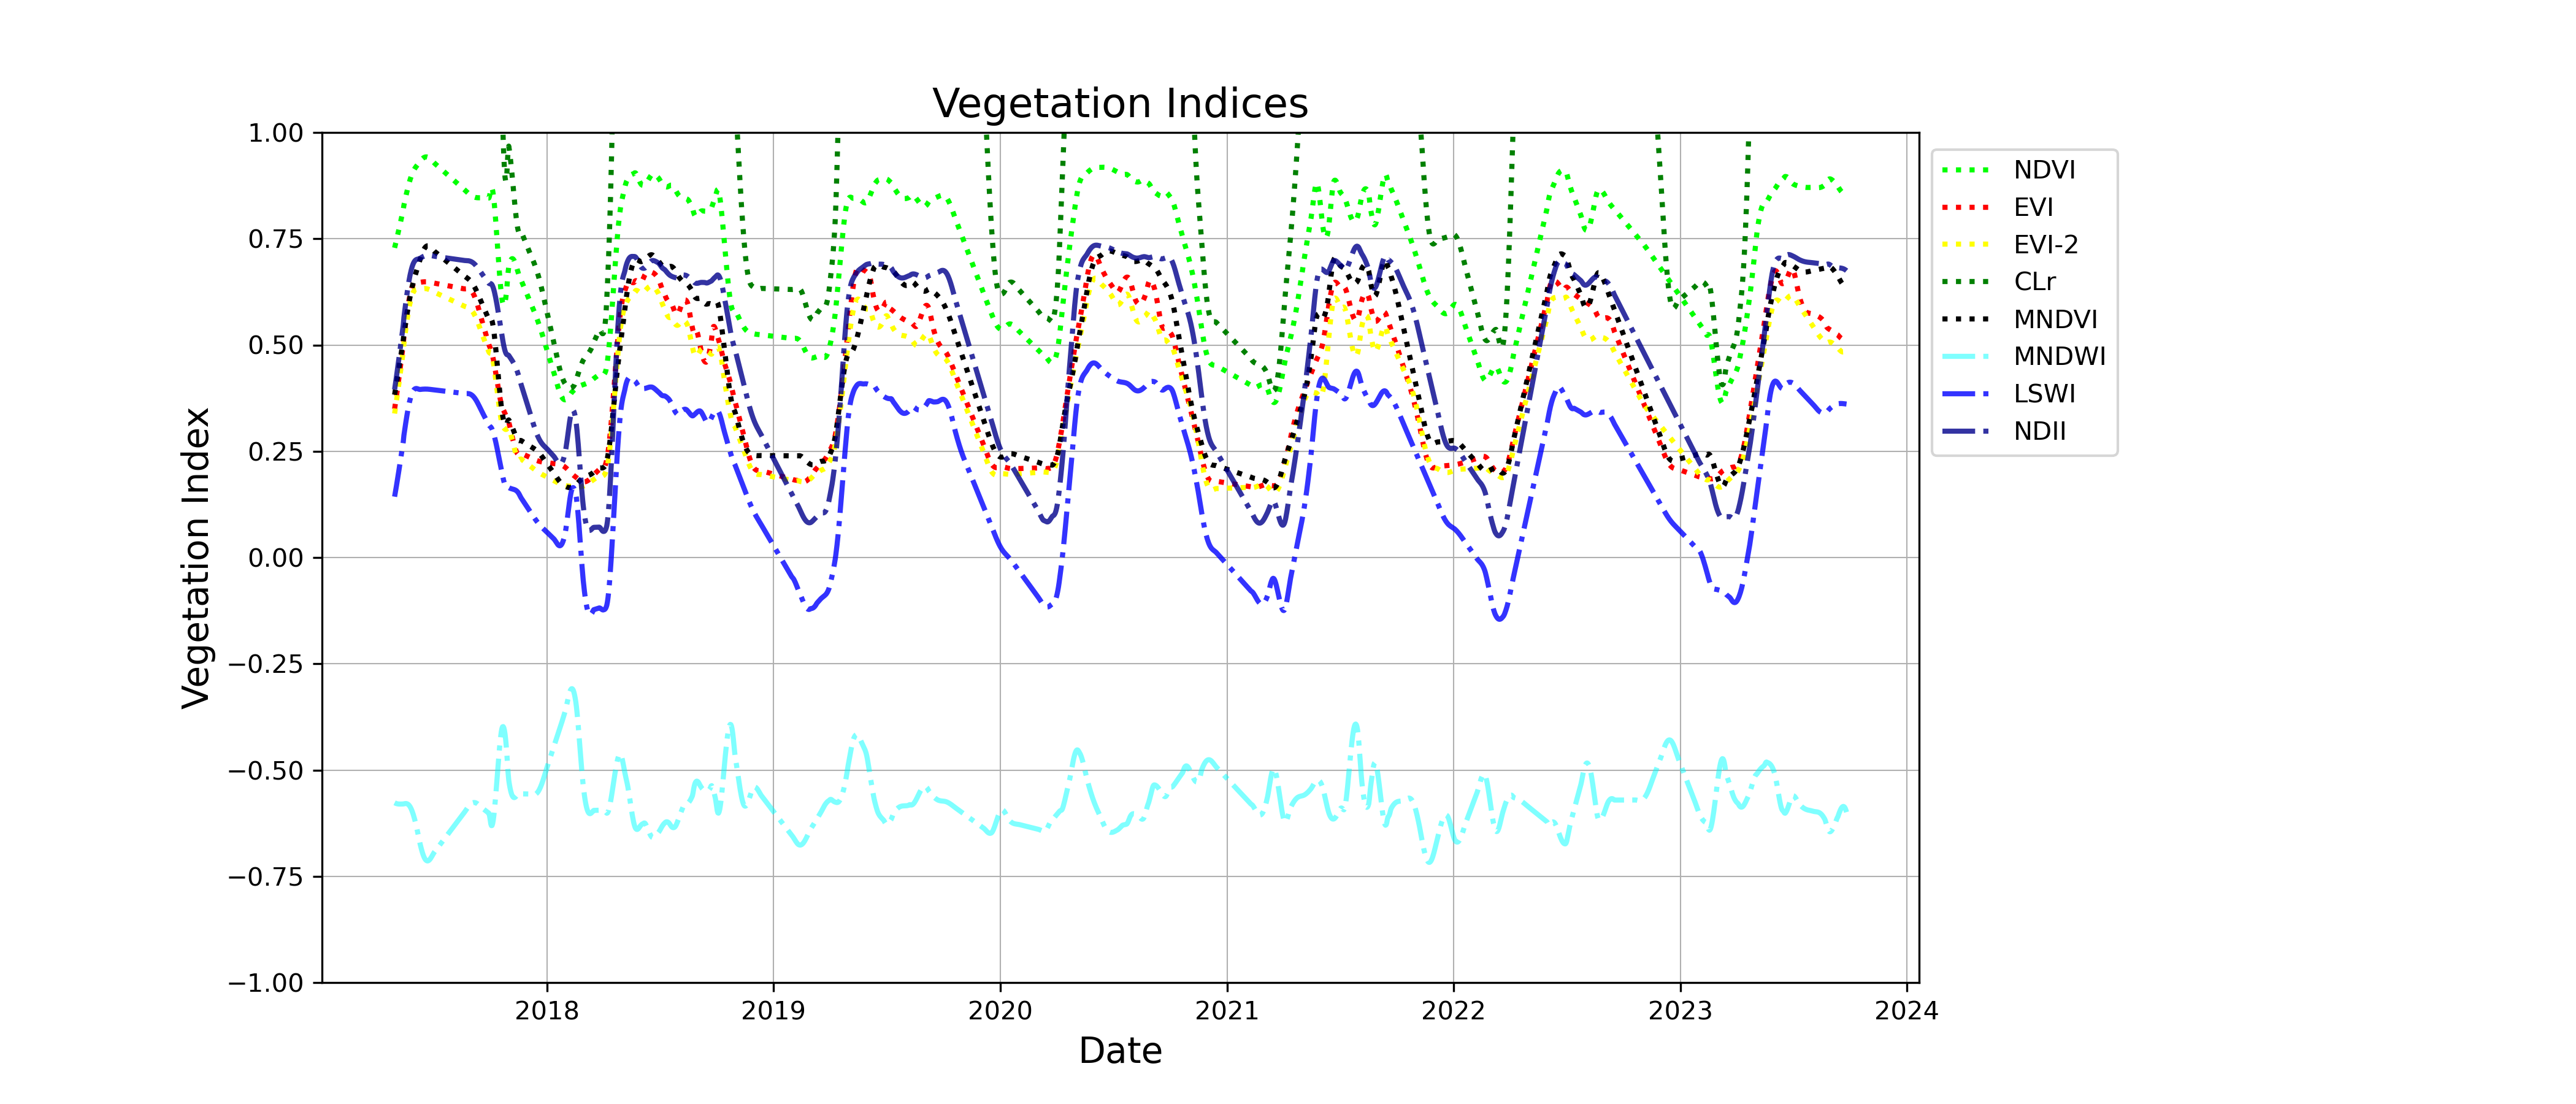 Vegetation Indices
1.00
0.75
0.50
0.25
0.00
−0.25
−0.50
−0.75
−1.00
Vegetation Index
2018 2019 2020 2021 2022 2023 2024
Date
NDVI
EVI
EVI-2
CLr
MNDVI
MNDWI
LSWI
NDII